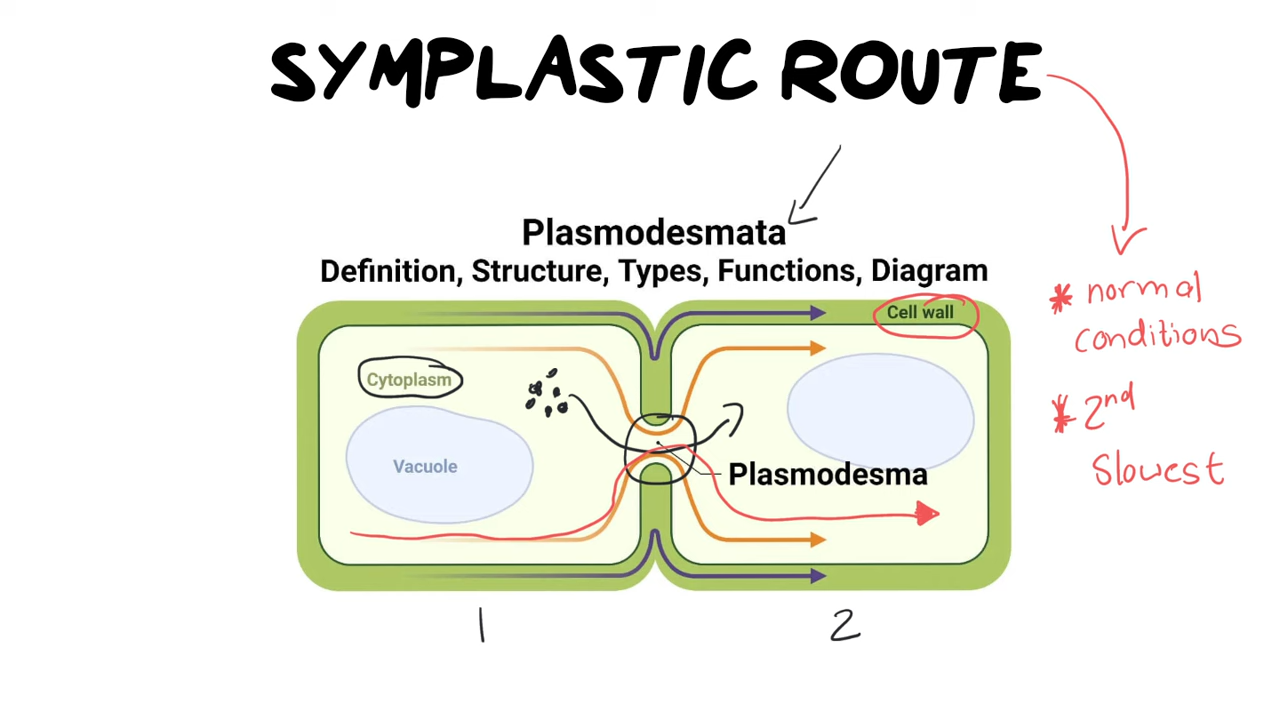 SYMPLASTIC ROUTE
Plasmodesmata
Definition, Structure, Types, Functions, Diagram
Cell wall
* normal
conditions
Cytoplasm
* 2nd
Slowest
Vacuole
Plasmodesma
1
2